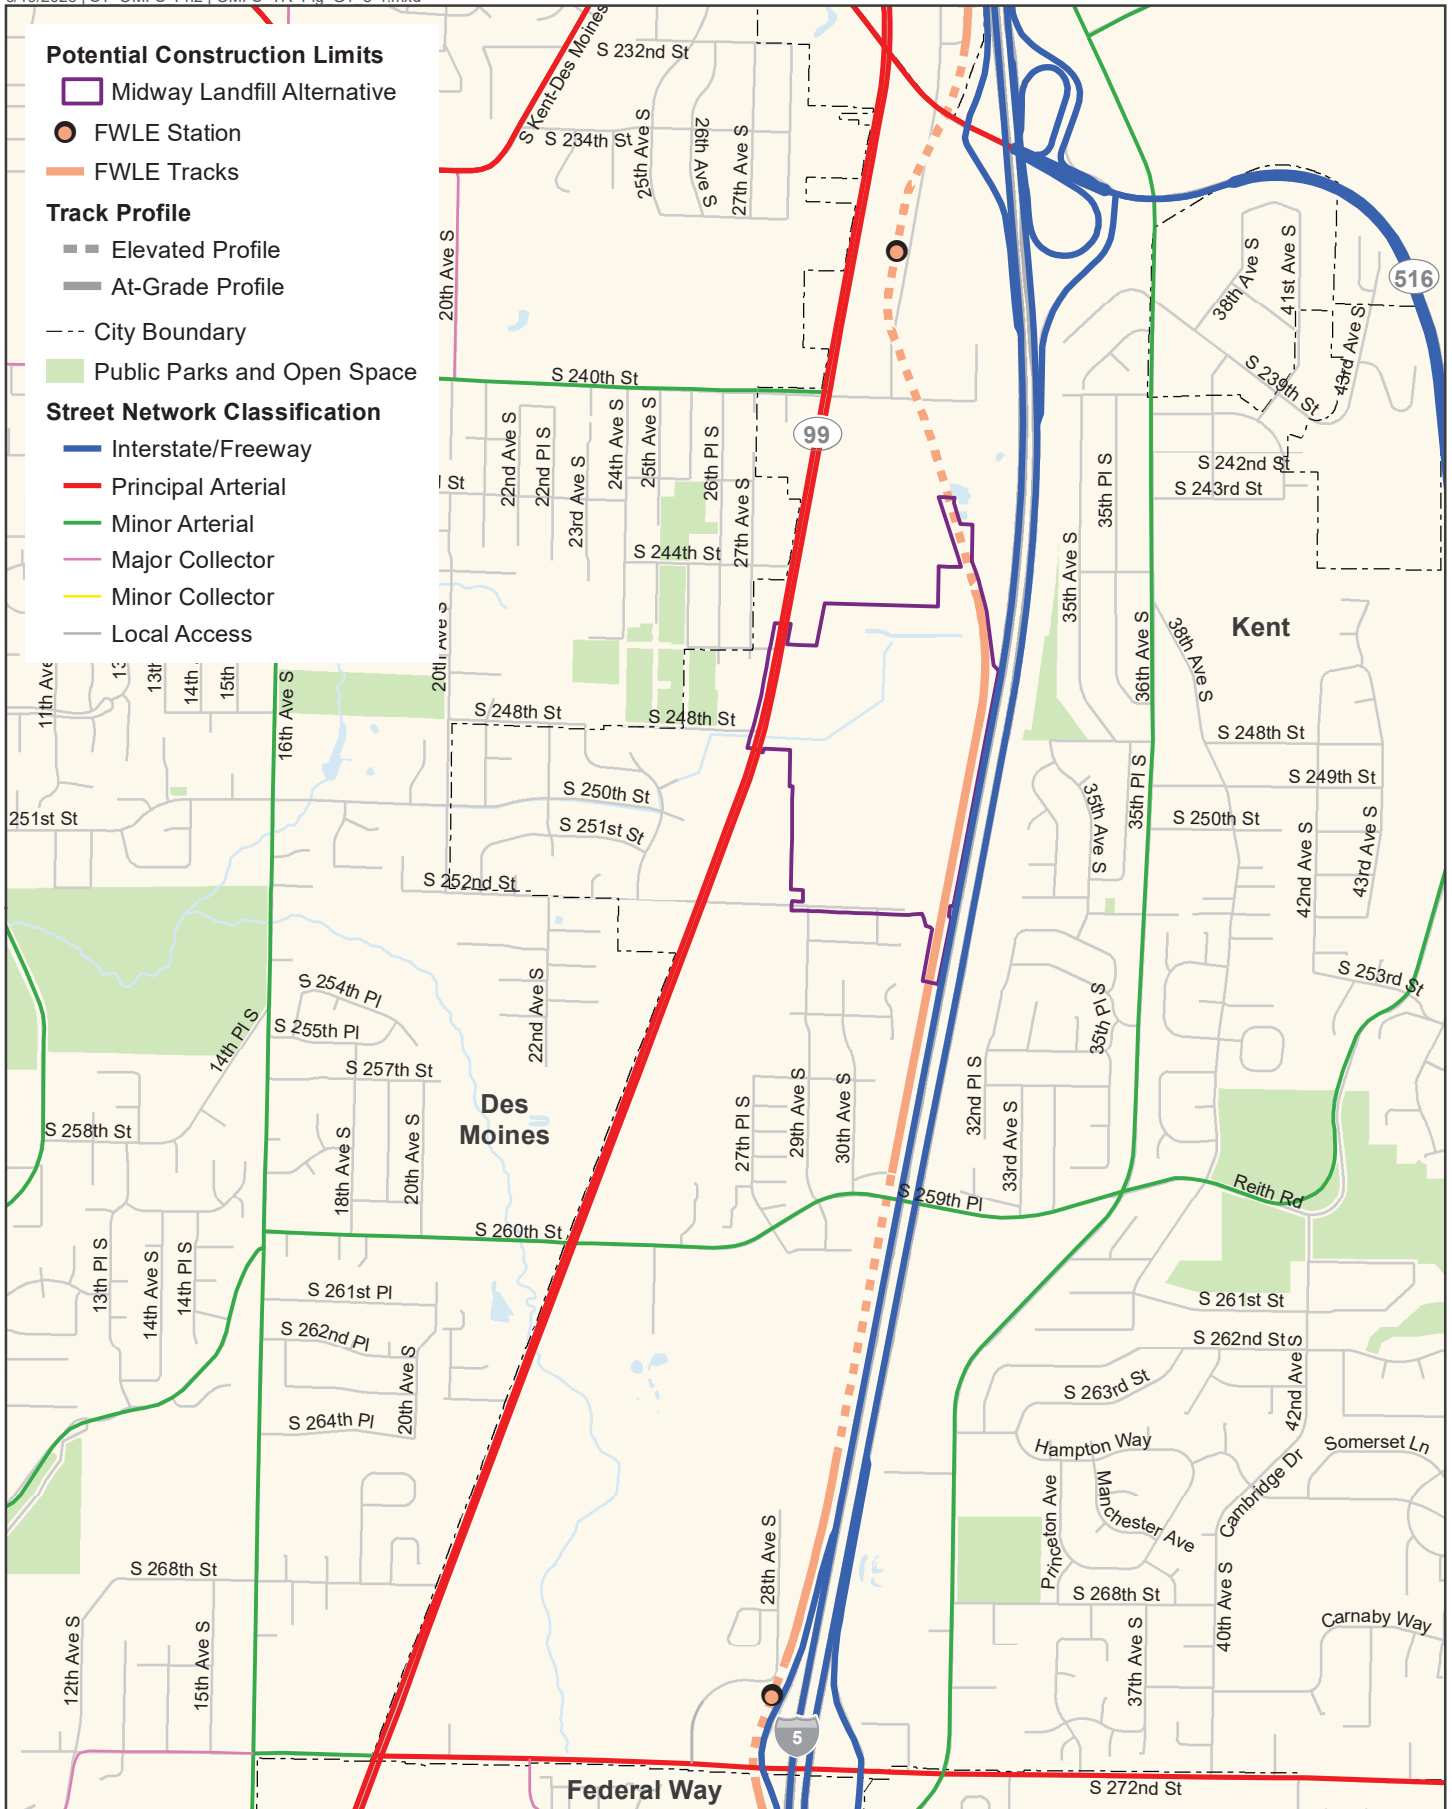 Potential Construction Limits
Midway Landfill Alternative
FWLE Station
FWLE Tracks
Track Profile
Elevated Profile
At-Grade Profile
City Boundary
Public Parks and Open Space
Street Network Classification
Interstate/Freeway
Principal Arterial
Minor Arterial
Major Collector
Minor Collector
Local Access
S Kent-Des Moines
S 232nd St
S 234th St
25th Ave S
26th Ave S
27th Ave S
20th Ave S
38th Ave S
41st Ave S
516
43rd Ave S
S 239th St
S 240th St
99
22nd Ave S
22nd Pl S
23rd Ave S
24th Ave S
25th Ave S
26th Pl S
27th Ave S
St
S 242nd St
S 243rd St
35th Pl S
35th Ave S
S 244th St
20th Ave S
36th Ave S
38th Ave S
Kent
11th Ave
13th
14th
15th
16th Ave S
S 248th St
S 248th St
S 248th St
S 249th St
S 250th St
S 250th St
S 251st St
251st St
35th Ave S
35th Pl S
42nd Ave S
43rd Ave S
S 252nd St
S 253rd St
S 254th Pl
S 255th Pl
14th Pl S
22nd Ave S
35th Pl S
S 257th St
Des
Moines
S 258th St
18th Ave S
20th Ave S
27th Pl S
29th Ave S
30th Ave S
32nd Pl S
33rd Ave S
S 259th Pl
Reith Rd
S 260th St
13th Pl S
14th Ave S
14th Pl S
S 261st Pl
S 261st St
S 262nd Pl
S 262nd St
20th Ave S
42nd Ave S
S 263rd St
S 264th Pl
Hampton Way
Somerset Ln
Cambridge Dr
Princeton Ave
Manchester Ave
28th Ave S
S 268th St
S 268th St
12th Ave S
15th Ave S
37th Ave S
40th Ave S
Carnaby Way
5
Federal Way
S 272nd St